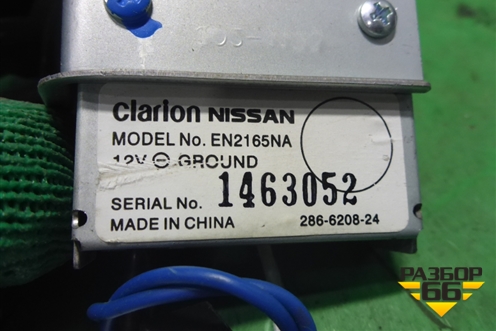 clarion NISSAN
MODEL No. EN2165NA
12V ⊖ GROUND
SERIAL No. 1463052
MADE IN CHINA 286-6208-24
РАЗБОР
66